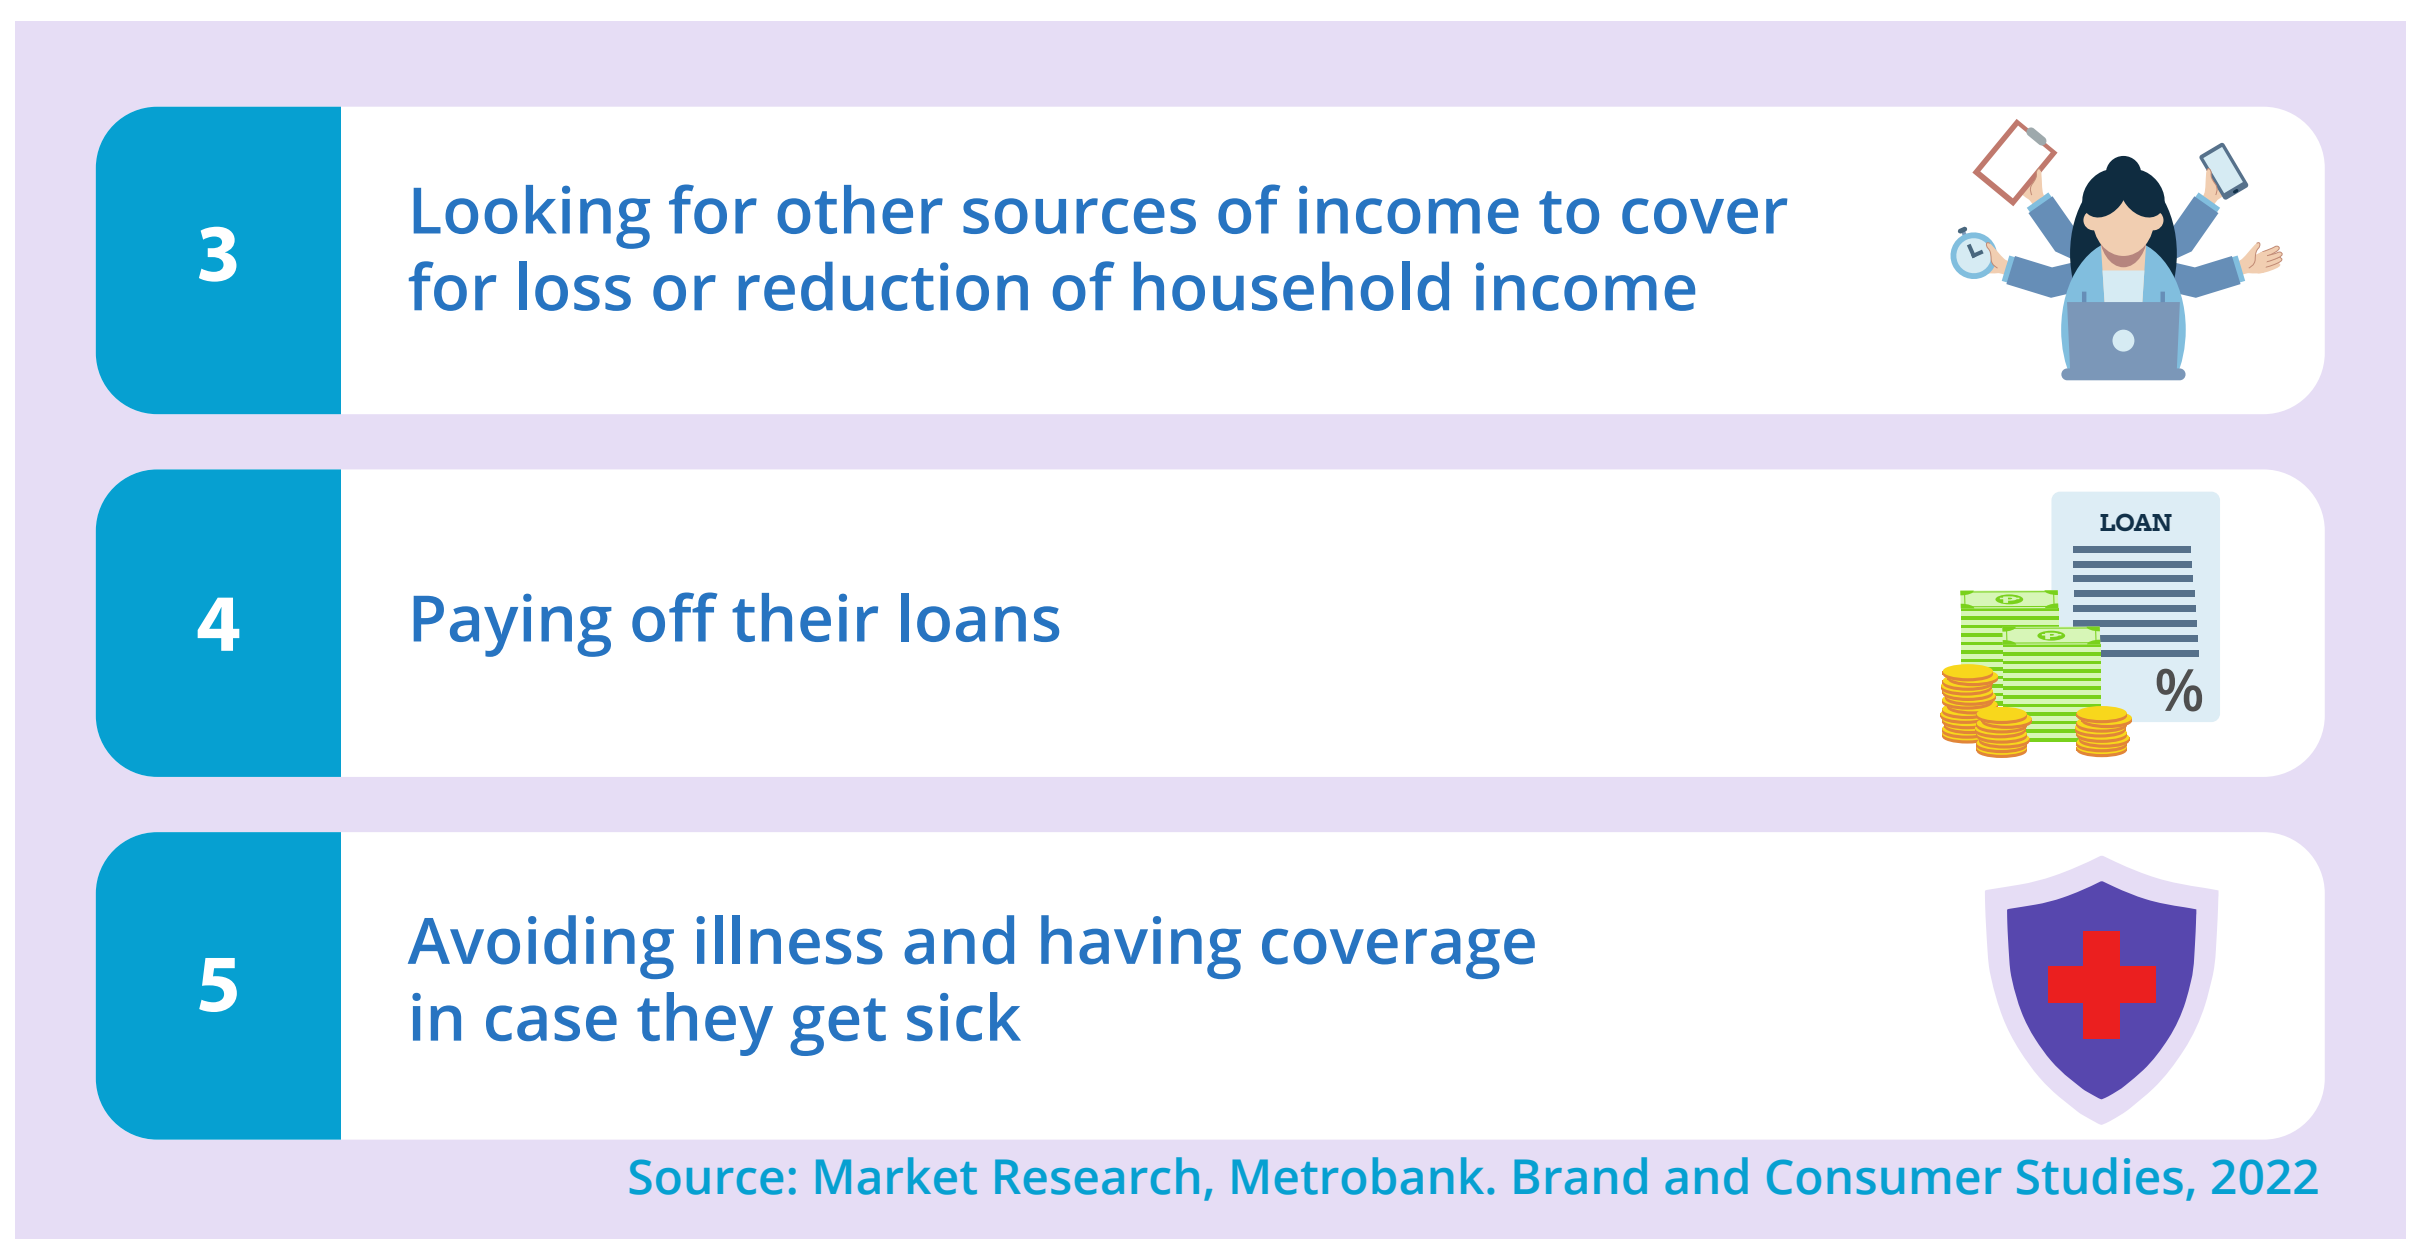 3
Looking for other sources of income to cover
for loss or reduction of household income
4
Paying off their loans
LOAN
%
5
Avoiding illness and having coverage
in case they get sick
Source: Market Research, Metrobank. Brand and Consumer Studies, 2022